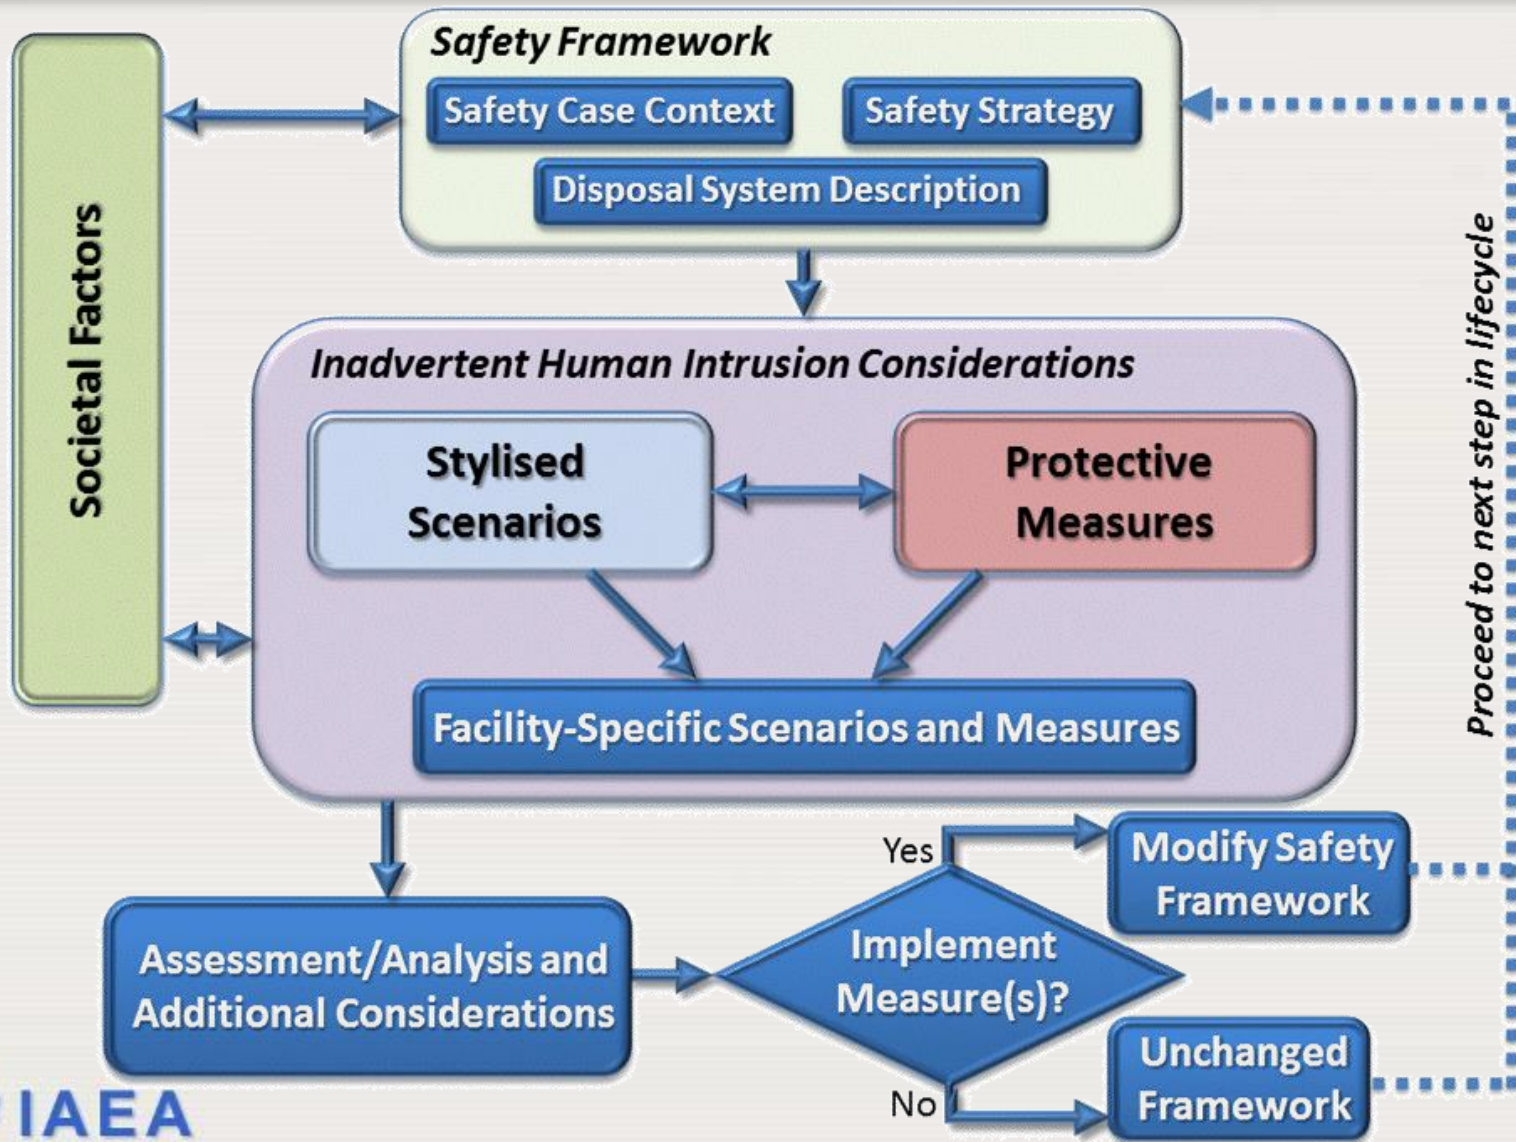 Safety Framework
Safety Case Context
Safety Strategy
Disposal System Description
Societal Factors
Inadvertent Human Intrusion Considerations
Stylised
Scenarios
Protective
Measures
Facility-Specific Scenarios and Measures
Proceed to next step in lifecycle
Assessment/Analysis and
Additional Considerations
Implement
Measure(s)?
Yes
Modify Safety
Framework
No
Unchanged
Framework
IAEA